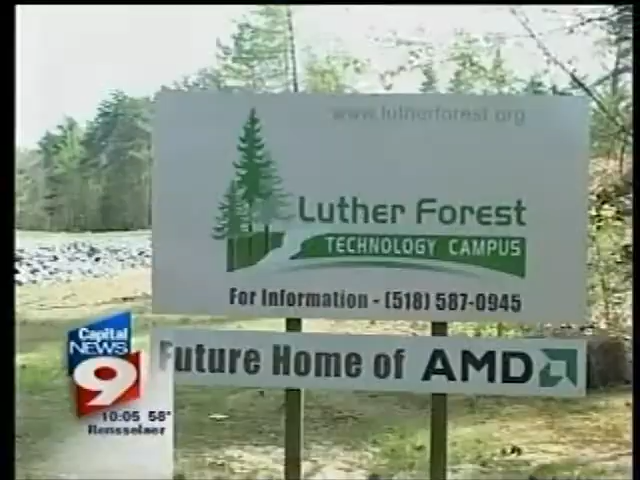 www.lutherforest.org
Luther Forest
TECHNOLOGY CAMPUS
For Information - (518) 587-0945
Future Home of AMD
Capital
NEWS
9
10:05 58°
Rensselaer